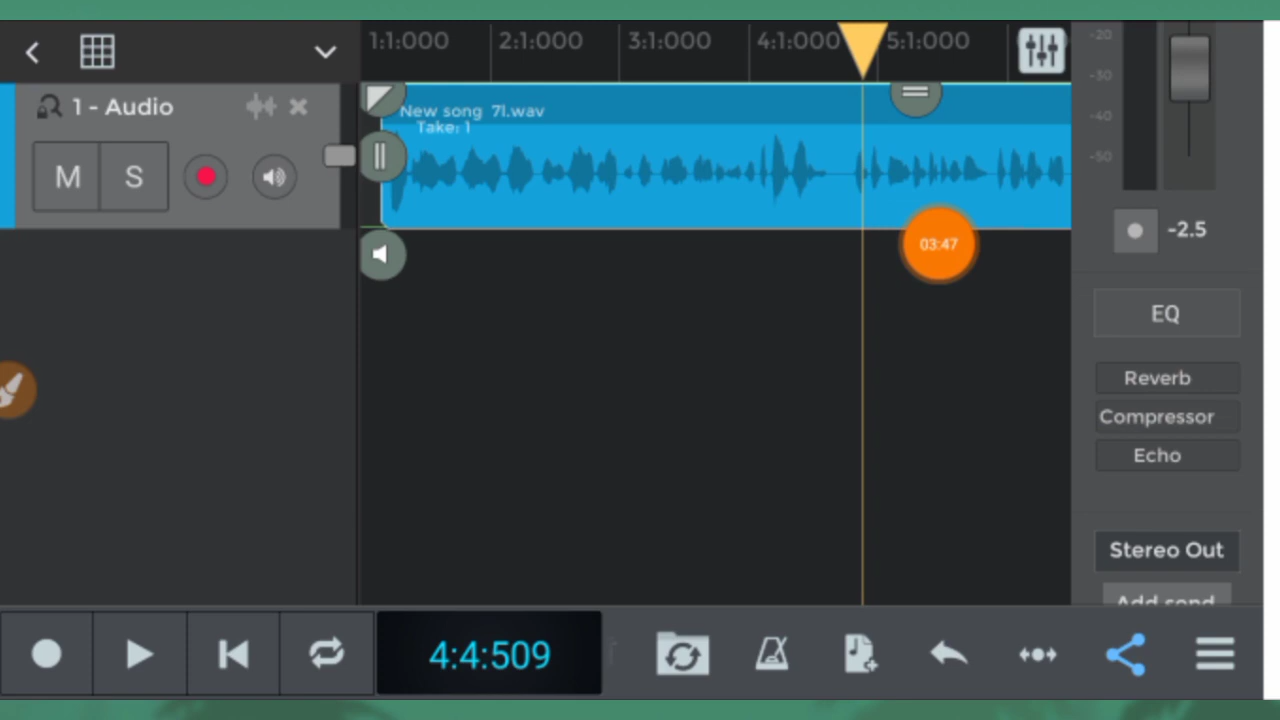 1:1:000
2:1:000
3:1:000
4:1:000
5:1:000
-20
-30
-40
-50
1 - Audio
New song 71.wav
Take: 1
M
S
03:47
-2.5
EQ
Reverb
Compressor
Echo
Stereo Out
Add send
4:4:509